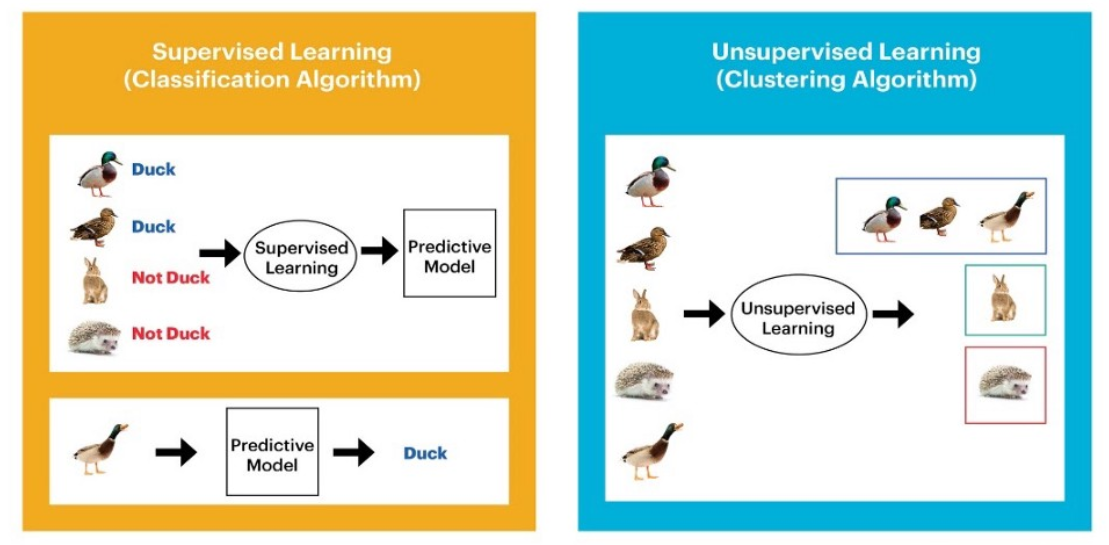 Supervised Learning
(Classification Algorithm)
Duck
Duck
Not Duck
Not Duck
Supervised
Learning
Predictive
Model
Predictive
Model
Duck
Unsupervised Learning
(Clustering Algorithm)
Unsupervised
Learning